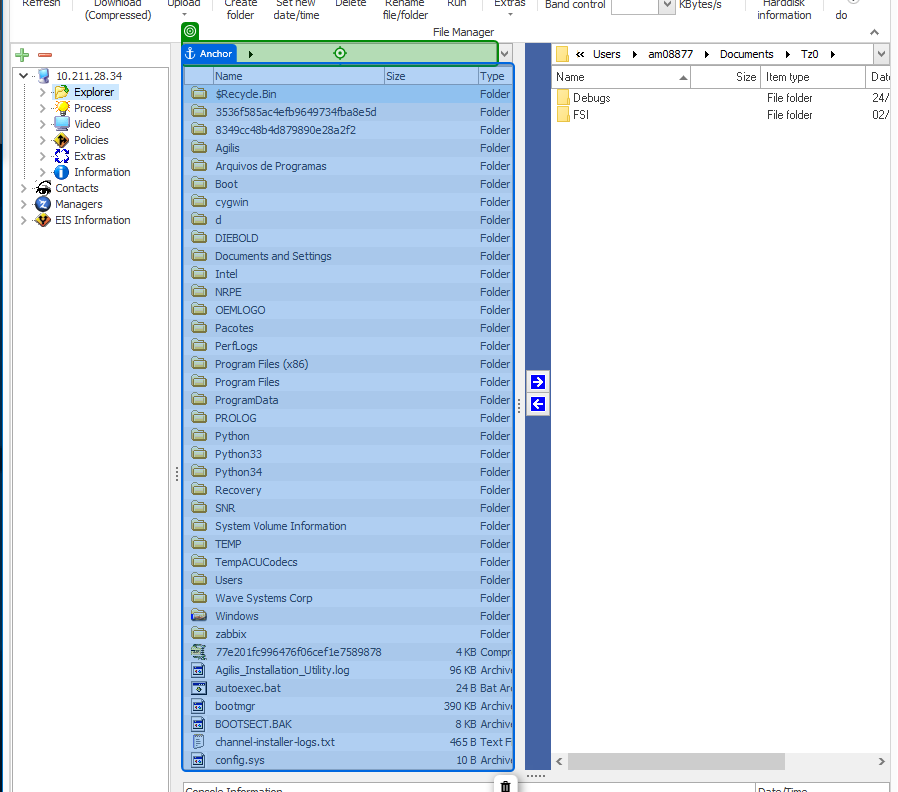 Refresh Download Upload Create Set new Delete Rename Run Extras Band control KBytes/s Harddisk
(Compressed) folder date/time file/folder information do
File Manager
Anchor
« Users am08877 Documents Tz0
Name Size Type
Name Size Item type
10.211.28.34
Explorer
Process
Video
Policies
Extras
Information
Contacts
Managers
EIS Information
$Recycle.Bin Folder
3536f585ac4efb9649734fba8e5d Folder
8349cc48b4d879890e28a2f2 Folder
Agilis Folder
Arquivos de Programas Folder
Boot Folder
cygwin Folder
d Folder
DIEBOLD Folder
Documents and Settings Folder
Intel Folder
NRPE Folder
OEMLOGO Folder
Pacotes Folder
PerfLogs Folder
Program Files (x86) Folder
Program Files Folder
ProgramData Folder
PROLOG Folder
Python Folder
Python33 Folder
Python34 Folder
Recovery Folder
SNR Folder
System Volume Information Folder
TEMP Folder
TempACUCodecs Folder
Users Folder
Wave Systems Corp Folder
Windows Folder
zabbix Folder
77e201fc996476f06cef1e7589878 4 KB Compr
Agilis_Installation_Utility.log 96 KB Archiv
autoexec.bat 24 B Bat Ar
bootmgr 390 KB Archiv
BOOTSECT.BAK 8 KB Archiv
channel-installer-logs.txt 465 B Text F
config.sys 10 B Archiv
Debugs File folder 24/
FSI File folder 02/
Console Information Date/Time